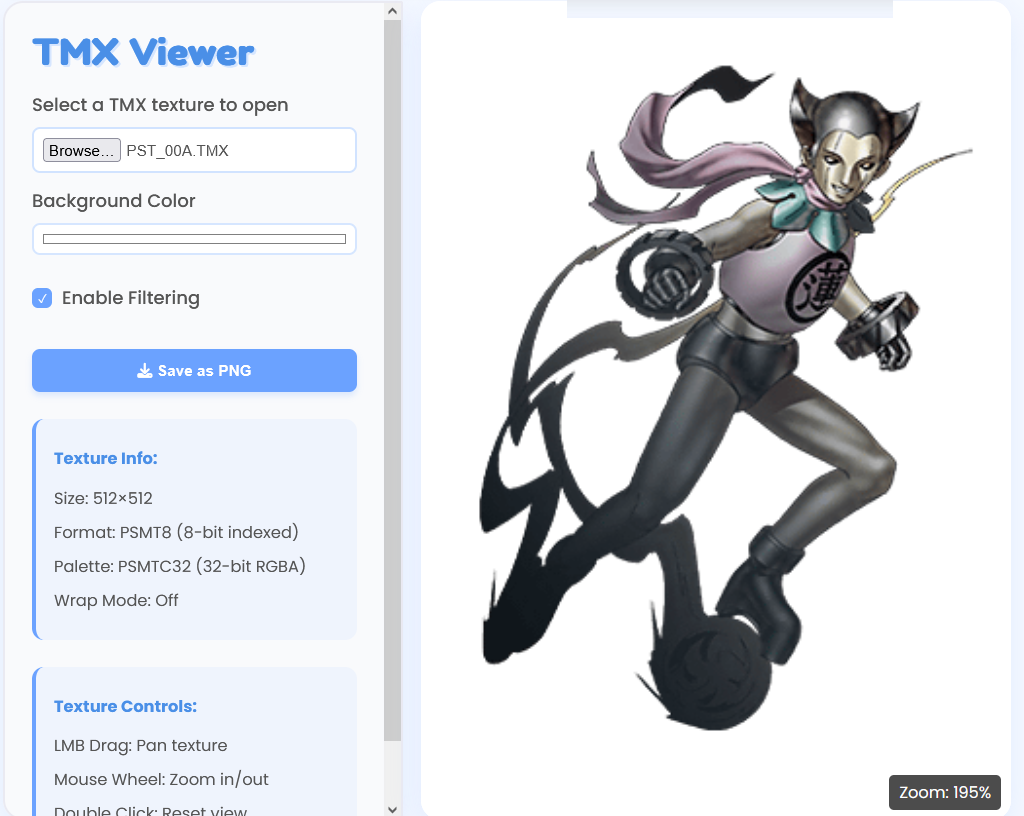 TMX Viewer
Select a TMX texture to open
Browse... PST_00A.TMX
Background Color
Enable Filtering
Save as PNG
Texture Info:
Size: 512×512
Format: PSMT8 (8-bit indexed)
Palette: PSMTC32 (32-bit RGBA)
Wrap Mode: Off
Texture Controls:
LMB Drag: Pan texture
Mouse Wheel: Zoom in/out
Double Click: Reset view
Zoom: 195%